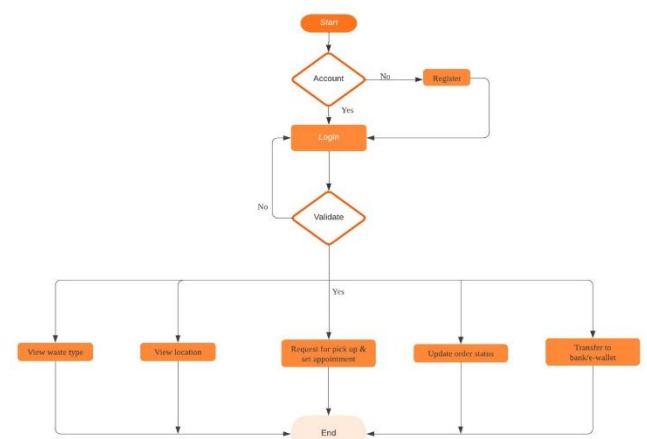 Start
Account
No
Register
Yes
Login
No
Validate
Yes
View waste type
View location
Request for pick up &
set appointment
Update order status
Transfer to
bank/e-wallet
End